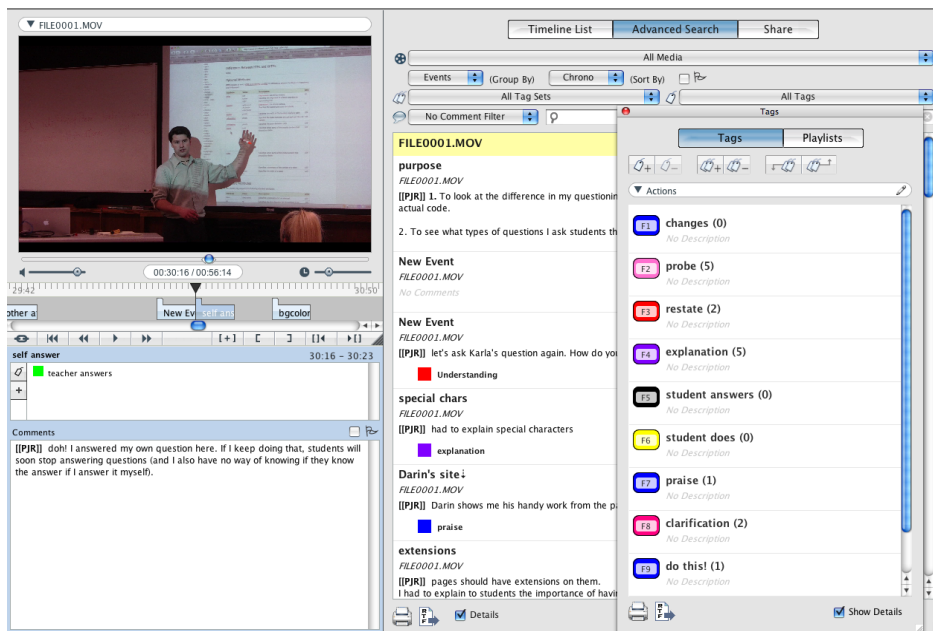 FILE0001.MOV
00:30:16 / 00:56:14
29:42
30:50
other a
New Ev
self ans
bgcolor
self answer
30:16 – 30:23
teacher answers
Comments
[[PJR]] doh! I answered my own question here. If I keep doing that, students will
soon stop answering questions (and I also have no way of knowing if they know
the answer if I answer it myself).
Timeline List
Advanced Search
Share
All Media
Events
(Group By)
Chrono
(Sort By)
All Tag Sets
All Tags
No Comment Filter
FILE0001.MOV
purpose
FILE0001.MOV
[[PJR]] 1. To look at the difference in my questionin
actual code.
2. To see what types of questions I ask students th
New Event
FILE0001.MOV
No Comments
New Event
FILE0001.MOV
[[PJR]] let's ask Karla's question again. How do you
Understanding
special chars
FILE0001.MOV
[[PJR]] had to explain special characters
explanation
Darin's site↓
FILE0001.MOV
[[PJR]] Darin shows me his handy work from the pa
praise
extensions
FILE0001.MOV
[[PJR]] pages should have extensions on them.
I had to explain to students the importance of havin
RTF
Details
Tags
Tags
Playlists
Actions
F1
changes (0)
No Description
F2
probe (5)
No Description
F3
restate (2)
No Description
F4
explanation (5)
No Description
F5
student answers (0)
No Description
F6
student does (0)
No Description
F7
praise (1)
No Description
F8
clarification (2)
No Description
F9
do this! (1)
No Description
RTF
Show Details